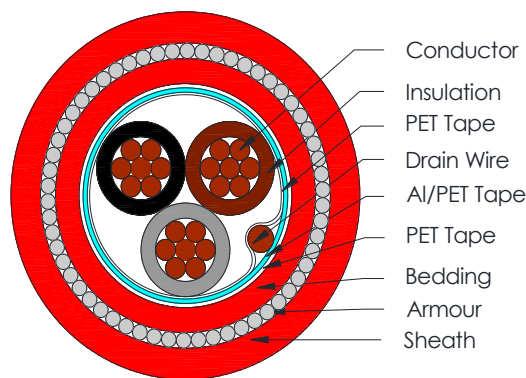 Conductor
Insulation
PET Tape
Drain Wire
Al/PET Tape
PET Tape
Bedding
Armour
Sheath